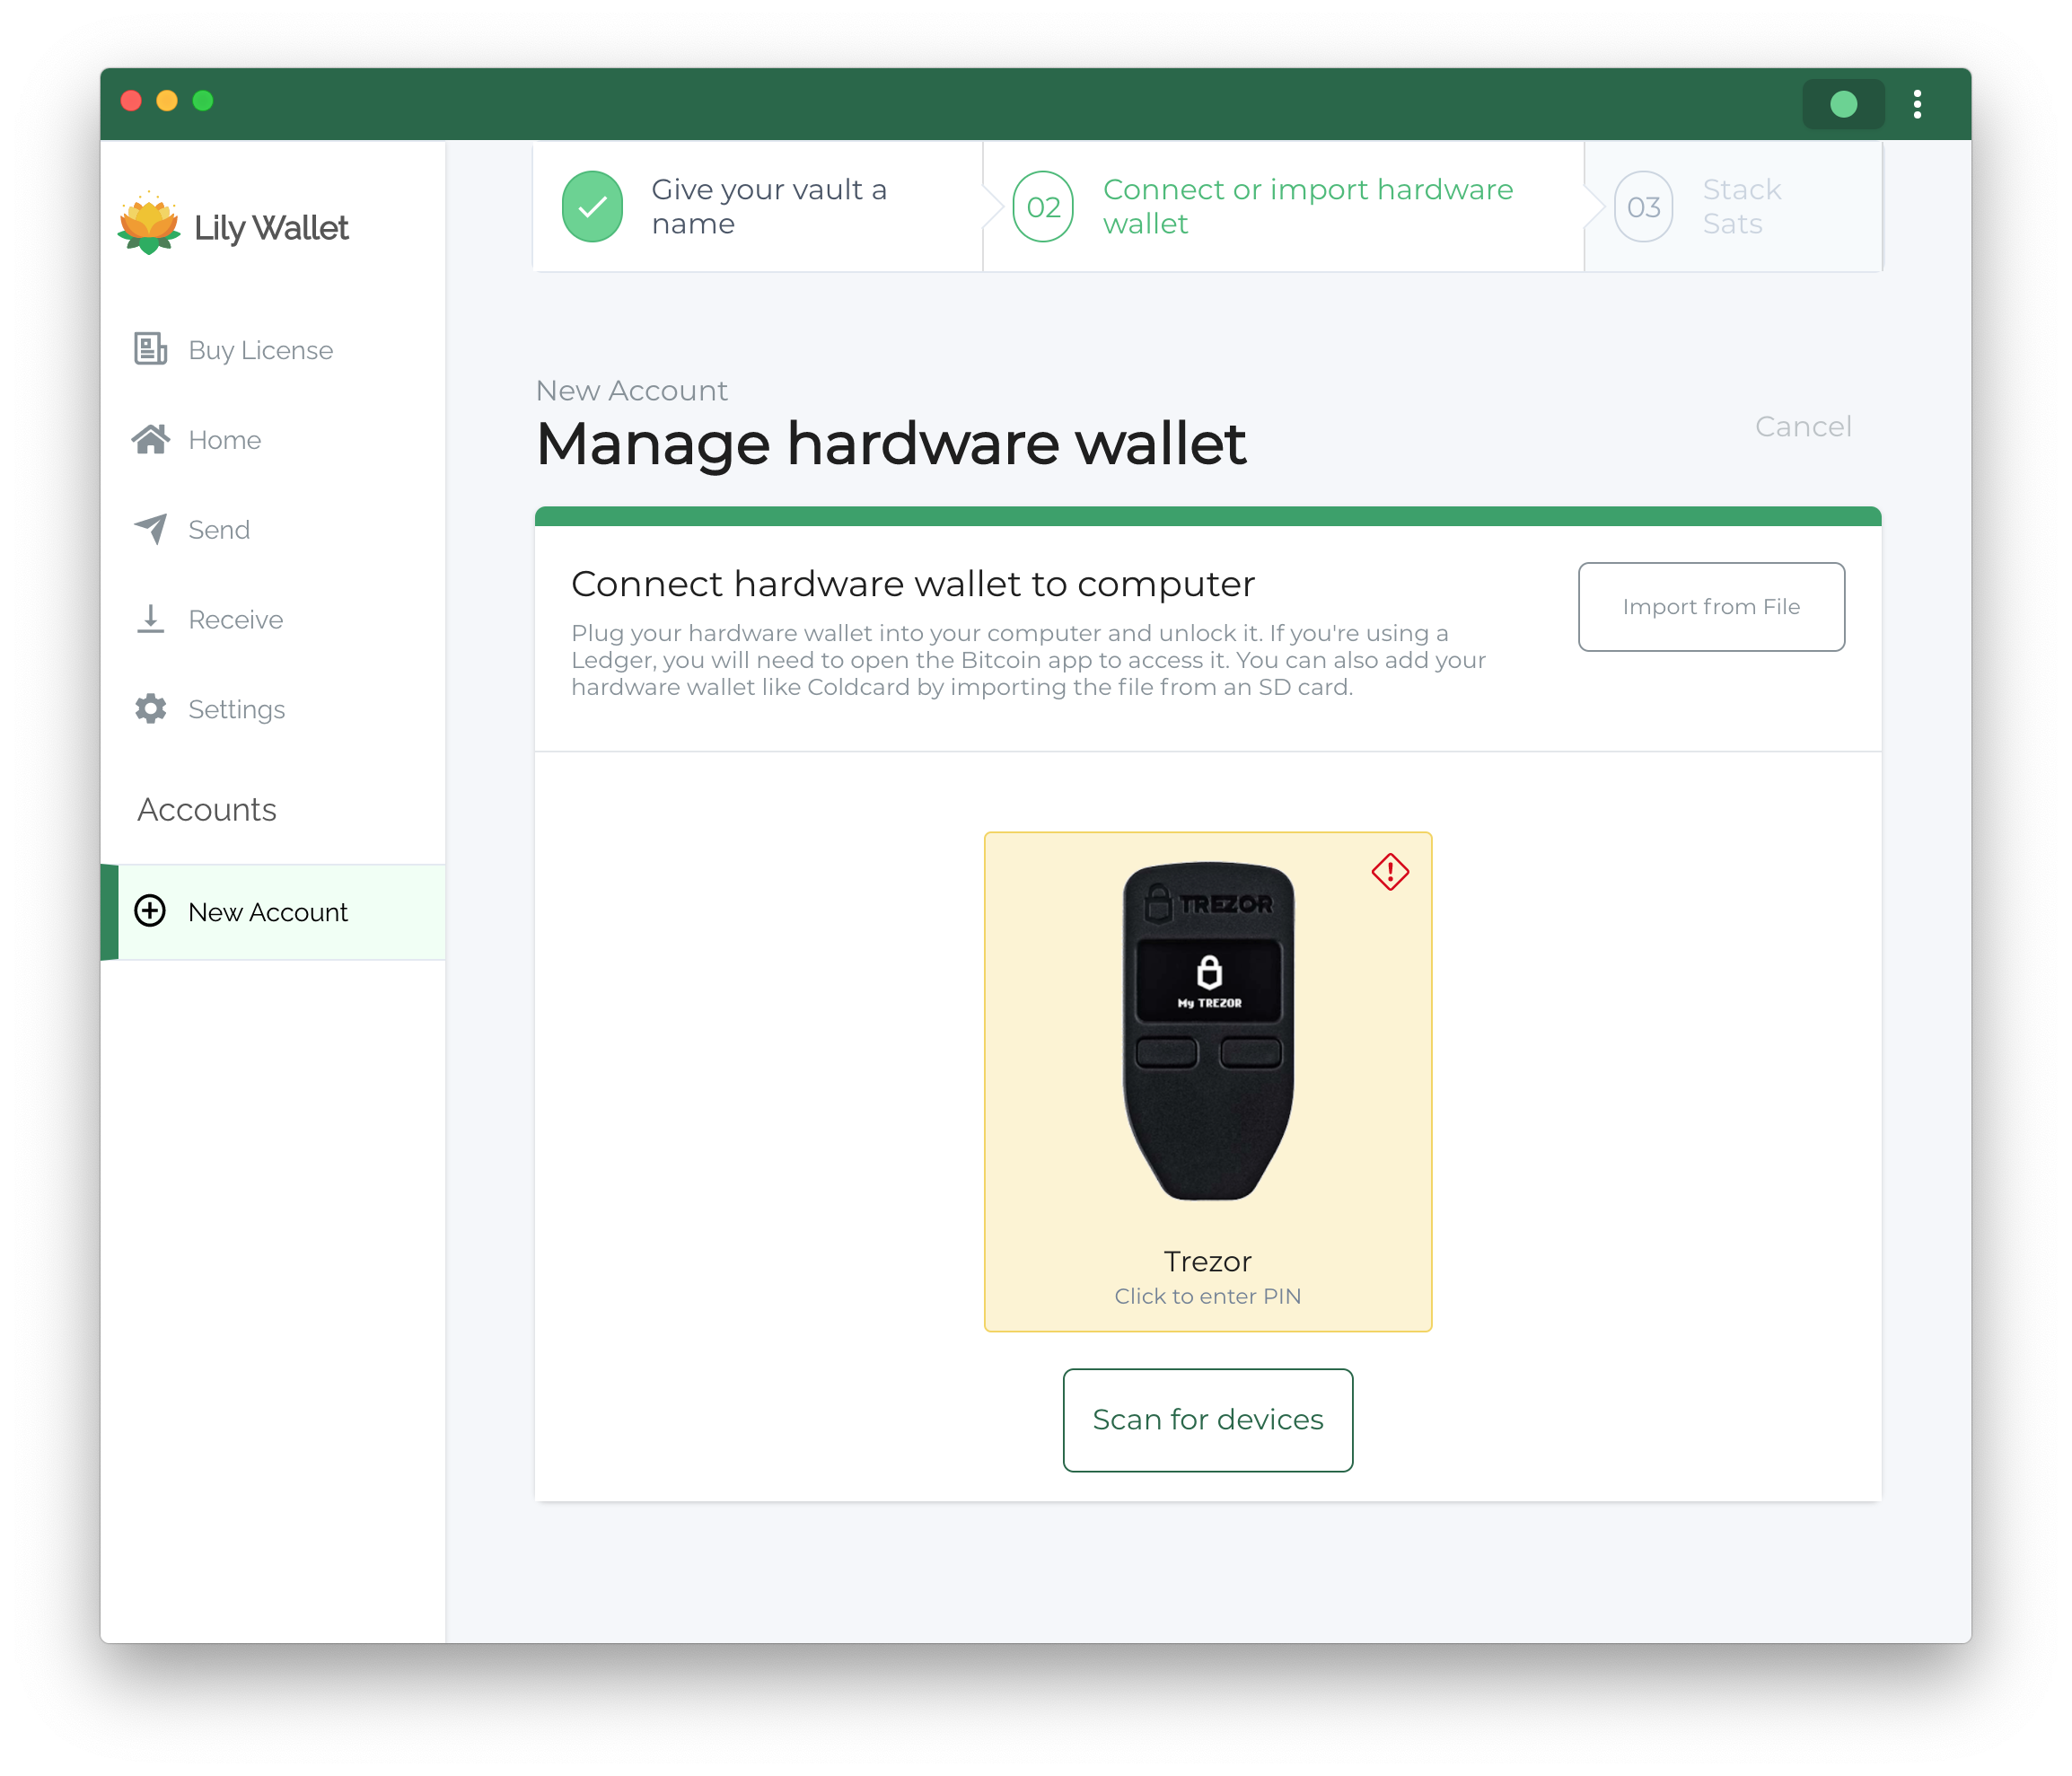 Give your vault a
name
02
Connect or import hardware
wallet
03
Stack
Sats
Lily Wallet
Buy License
Home
Send
Receive
Settings
Accounts
New Account
New Account
Manage hardware wallet
Cancel
Connect hardware wallet to computer
Plug your hardware wallet into your computer and unlock it. If you're using a
Ledger, you will need to open the Bitcoin app to access it. You can also add your
hardware wallet like Coldcard by importing the file from an SD card.
Import from File
TREZOR
My TREZOR
Trezor
Click to enter PIN
Scan for devices